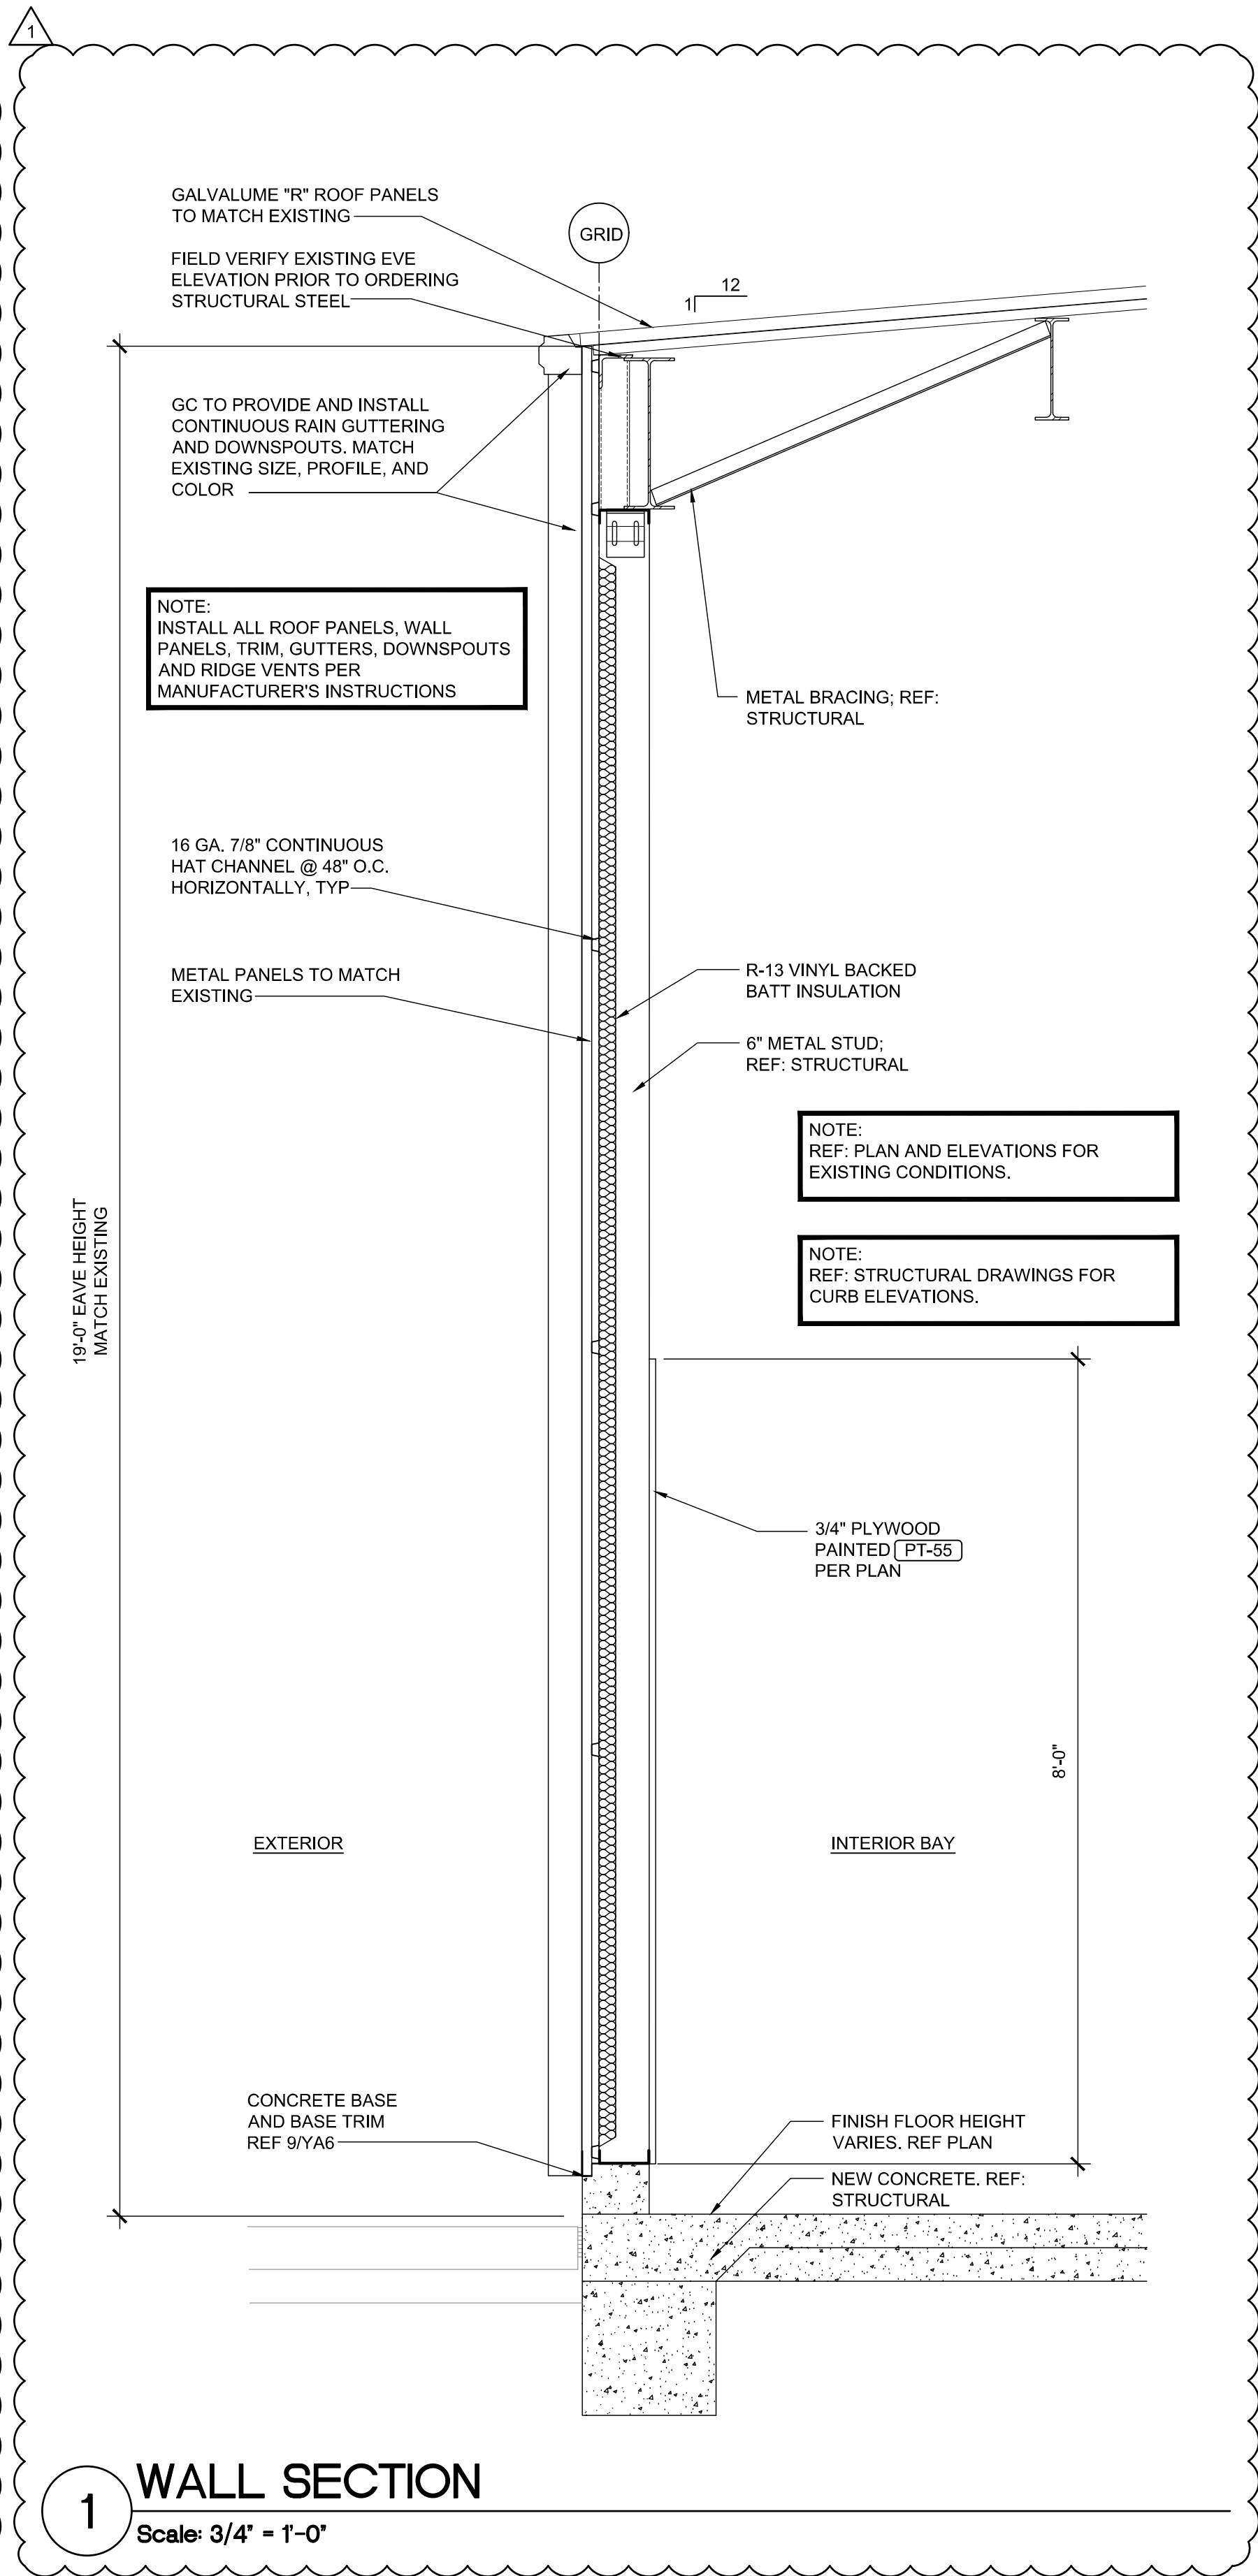 1
GALVALUME "R" ROOF PANELS
TO MATCH EXISTING
GRID
FIELD VERIFY EXISTING EVE
ELEVATION PRIOR TO ORDERING
STRUCTURAL STEEL
12
1
GC TO PROVIDE AND INSTALL
CONTINUOUS RAIN GUTTERING
AND DOWNSPOUTS. MATCH
EXISTING SIZE, PROFILE, AND
COLOR
NOTE:
INSTALL ALL ROOF PANELS, WALL
PANELS, TRIM, GUTTERS, DOWNSPOUTS
AND RIDGE VENTS PER
MANUFACTURER'S INSTRUCTIONS
METAL BRACING; REF:
STRUCTURAL
16 GA. 7/8" CONTINUOUS
HAT CHANNEL @ 48" O.C.
HORIZONTALLY, TYP
METAL PANELS TO MATCH
EXISTING
R-13 VINYL BACKED
BATT INSULATION
6" METAL STUD;
REF: STRUCTURAL
NOTE:
REF: PLAN AND ELEVATIONS FOR
EXISTING CONDITIONS.
NOTE:
REF: STRUCTURAL DRAWINGS FOR
CURB ELEVATIONS.
19'-0" EAVE HEIGHT
MATCH EXISTING
3/4" PLYWOOD
PAINTED PT-55
PER PLAN
8'-0"
EXTERIOR
INTERIOR BAY
CONCRETE BASE
AND BASE TRIM
REF 9/YA6
FINISH FLOOR HEIGHT
VARIES. REF PLAN
NEW CONCRETE. REF:
STRUCTURAL
1
WALL SECTION
Scale: 3/4" = 1'-0"